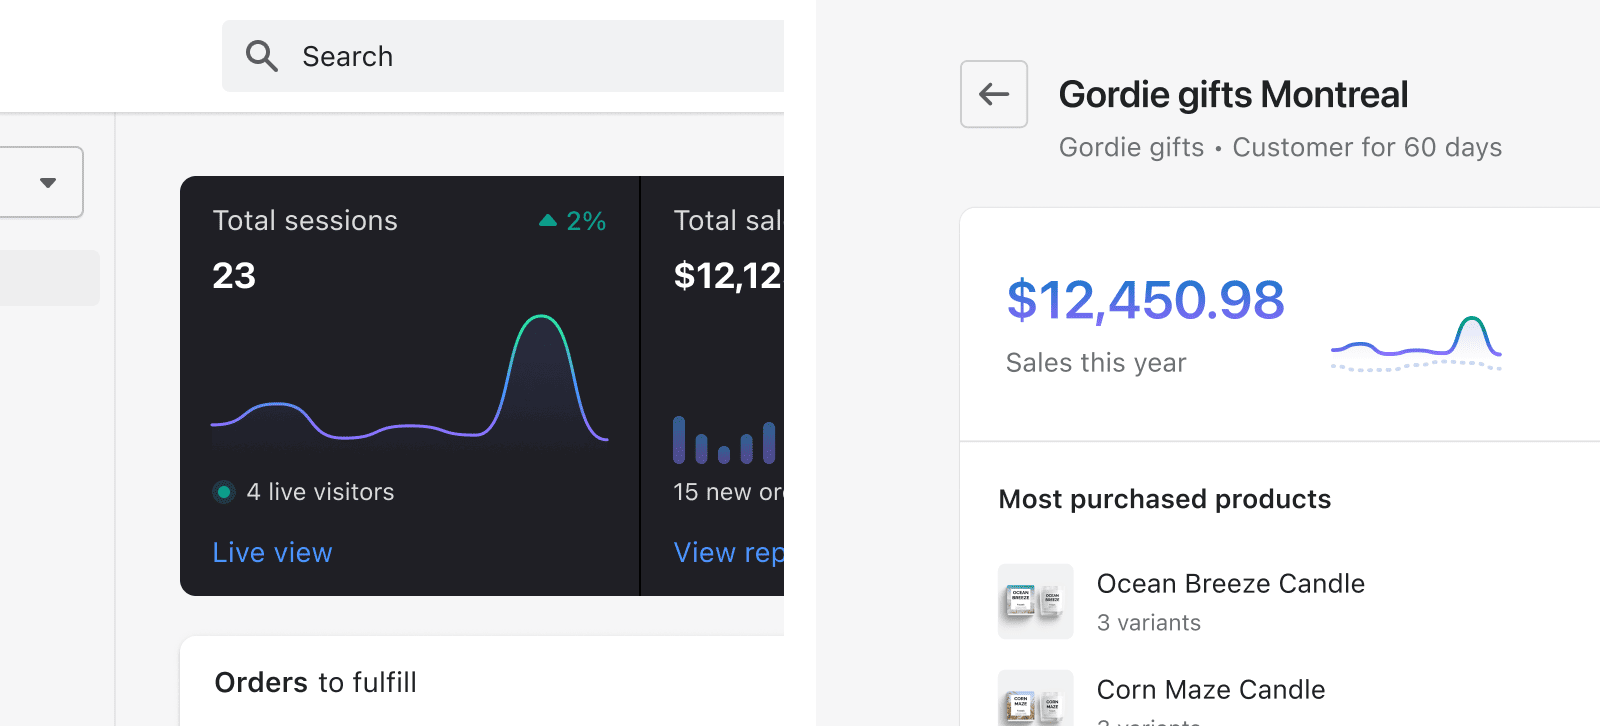 Search
Total sessions
2%
23
4 live visitors
Live view
Total sal
$12,12
15 new or
View rep
Orders to fulfill
Gordie gifts Montreal
Gordie gifts • Customer for 60 days
$12,450.98
Sales this year
Most purchased products
OCEAN
BREEZE
OCEAN
BREEZE
Ocean Breeze Candle
3 variants
CORN
MAZE
CORN
MAZE
Corn Maze Candle